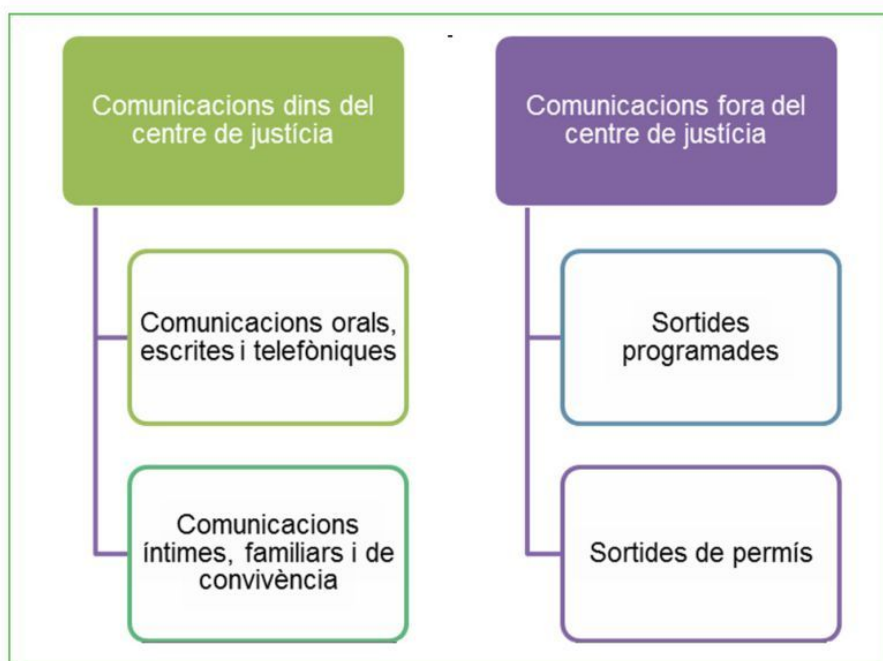 Comunicacions dins del
centre de justícia
Comunicacions orals,
escrites i telefòniques
Comunicacions
íntimes, familiars i de
convivència
-
Comunicacions fora del
centre de justícia
Sortides
programades
Sortides de permís